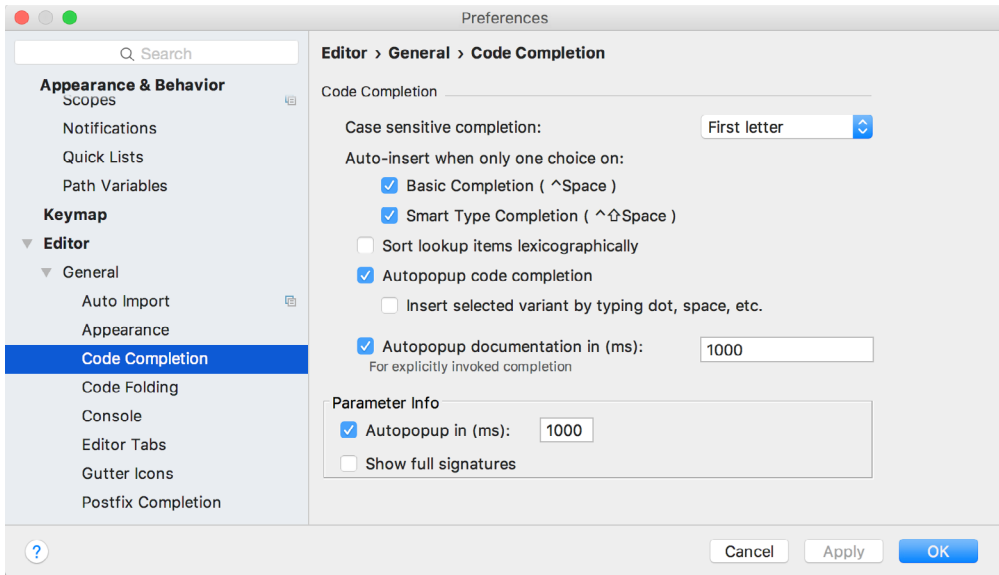 Preferences
Search
Appearance & Behavior
Scopes
Notifications
Quick Lists
Path Variables
Keymap
Editor
General
Auto Import
Appearance
Code Completion
Code Folding
Console
Editor Tabs
Gutter Icons
Postfix Completion
Editor › General › Code Completion
Code Completion
Case sensitive completion: First letter
Auto-insert when only one choice on:
Basic Completion ( ^Space )
Smart Type Completion ( ^⇧Space )
Sort lookup items lexicographically
Autopopup code completion
Insert selected variant by typing dot, space, etc.
Autopopup documentation in (ms): 1000
For explicitly invoked completion
Parameter Info
Autopopup in (ms): 1000
Show full signatures
? Cancel Apply OK